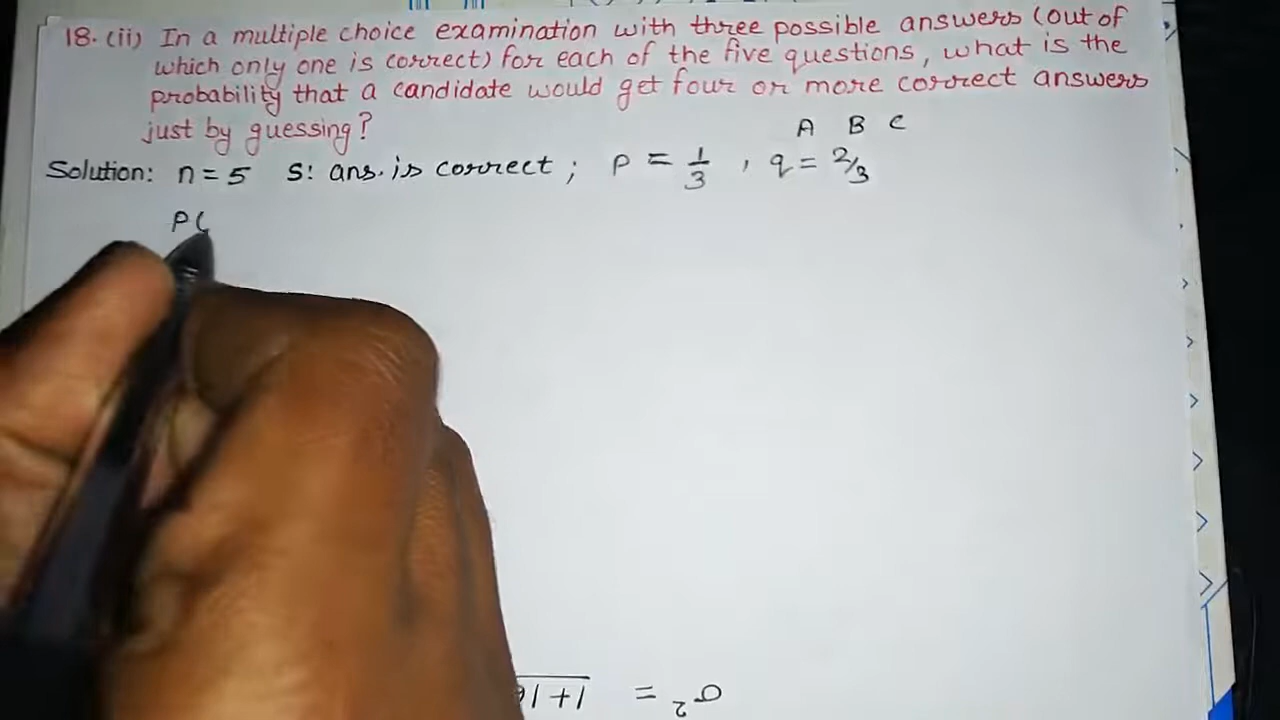 18. (ii) In a multiple choice examination with three possible answers (out of
which only one is correct) for each of the five questions, what is the
probability that a candidate would get four or more correct answers
just by guessing?
A B C
Solution: n = 5 S: ans. is correct ; p = 1/3 , q = 2/3
P(